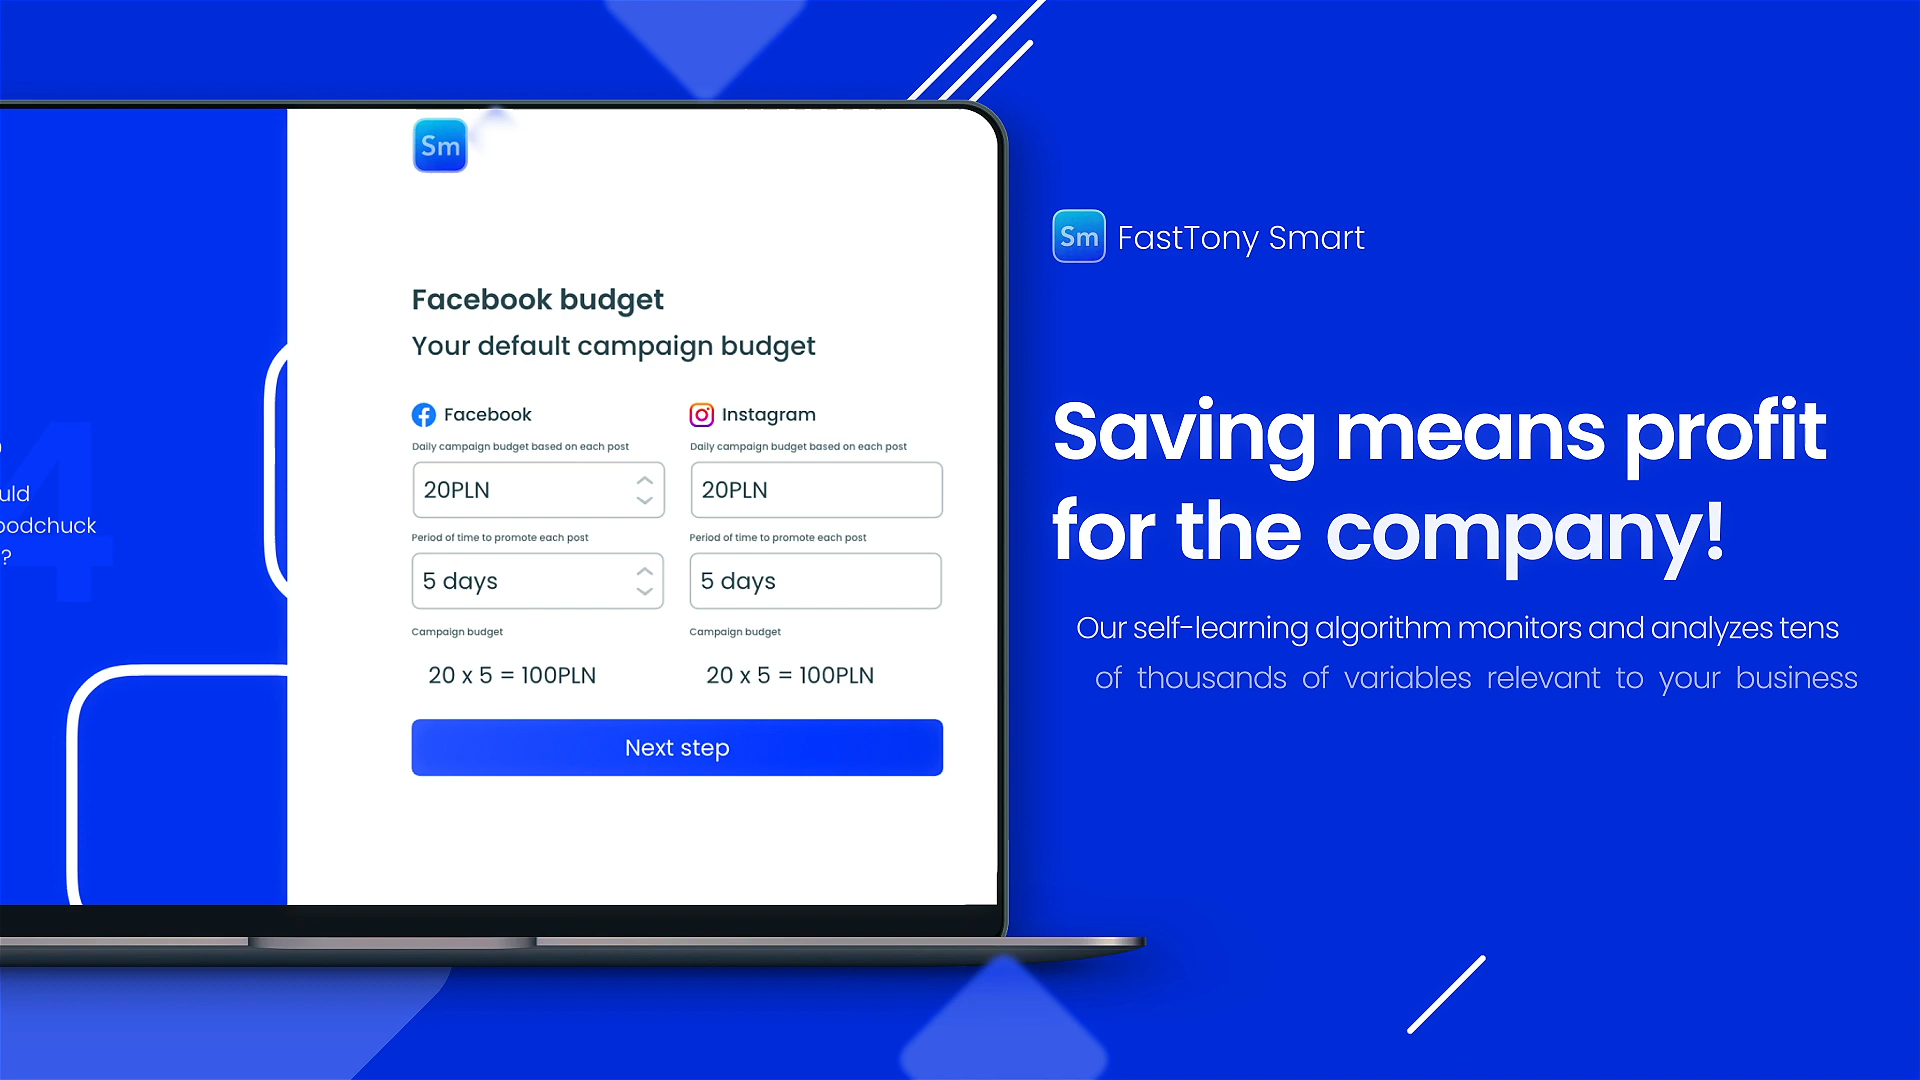 Sm
Facebook budget
Your default campaign budget
Facebook
Daily campaign budget based on each post
20PLN
Period of time to promote each post
5 days
Campaign budget
20 x 5 = 100PLN
Instagram
Daily campaign budget based on each post
20PLN
Period of time to promote each post
5 days
Campaign budget
20 x 5 = 100PLN
Next step
4
uld
oodchuck
?
Sm FastTony Smart
Saving means profit
for the company!
Our self-learning algorithm monitors and analyzes tens
of thousands of variables relevant to your business